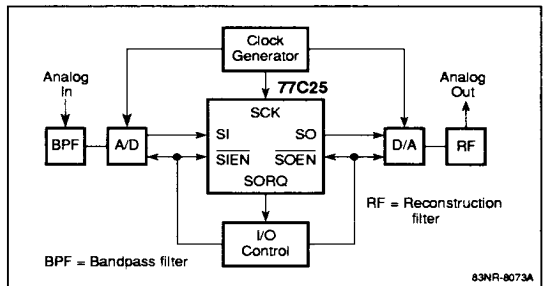 Clock
Generator
Analog
In
77C25
Analog
Out
SCK
BPF
A/D
SI
SO
D/A
RF
SIEN
SOEN
SORQ
RF = Reconstruction
filter
I/O
Control
BPF = Bandpass filter
83NR-8073A